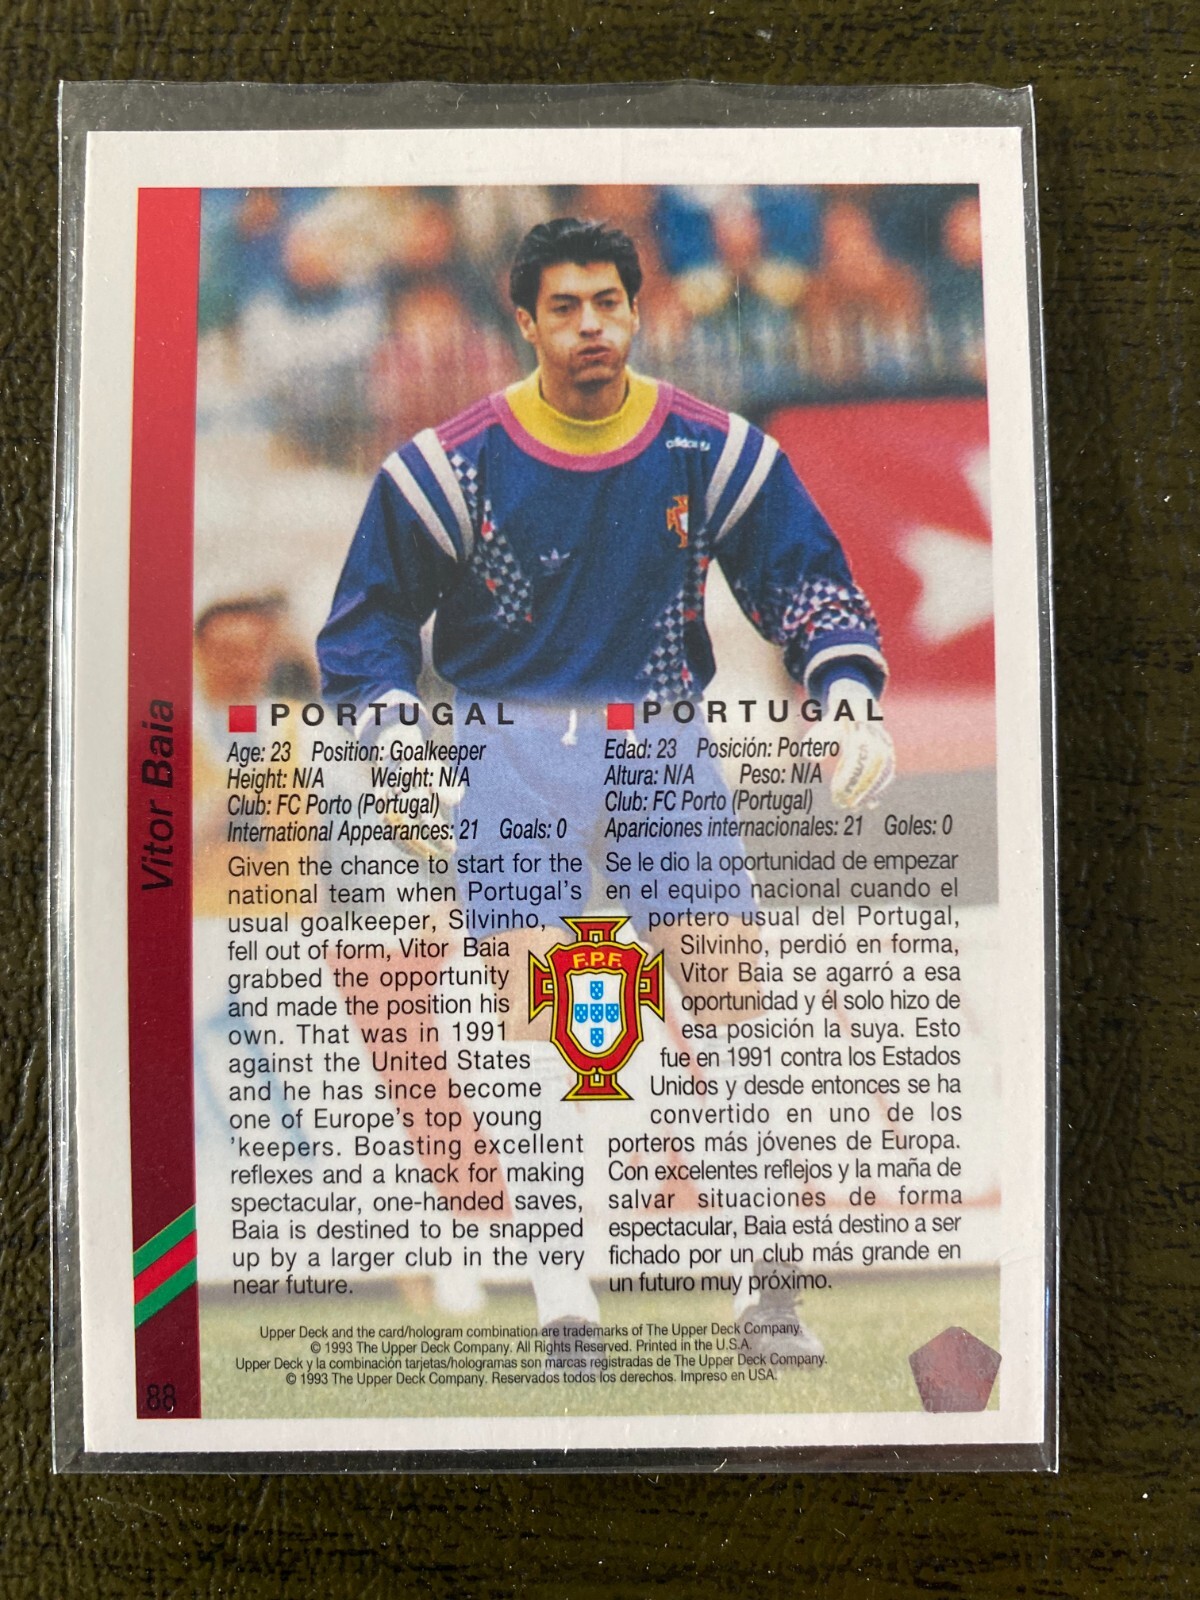 adidas
Vitor Baia
PORTUGAL
Age: 23 Position: Goalkeeper
Height: N/A Weight: N/A
Club: FC Porto (Portugal)
International Appearances: 21 Goals: 0
Given the chance to start for the
national team when Portugal's
usual goalkeeper, Silvinho,
fell out of form, Vitor Baia
grabbed the opportunity
and made the position his
own. That was in 1991
against the United States
and he has since become
one of Europe's top young
'keepers. Boasting excellent
reflexes and a knack for making
spectacular, one-handed saves,
Baia is destined to be snapped
up by a larger club in the very
near future.
F.P.F.
PORTUGAL
Edad: 23 Posición: Portero
Altura: N/A Peso: N/A
Club: FC Porto (Portugal)
Apariciones internacionales: 21 Goles: 0
Se le dio la oportunidad de empezar
en el equipo nacional cuando el
portero usual del Portugal,
Silvinho, perdió en forma,
Vitor Baia se agarró a esa
oportunidad y él solo hizo de
esa posición la suya. Esto
fue en 1991 contra los Estados
Unidos y desde entonces se ha
convertido en uno de los
porteros más jóvenes de Europa.
Con excelentes reflejos y la maña de
salvar situaciones de forma
espectacular, Baia está destino a ser
fichado por un club más grande en
un futuro muy próximo.
Upper Deck and the card/hologram combination are trademarks of The Upper Deck Company.
© 1993 The Upper Deck Company. All Rights Reserved. Printed in the U.S.A.
Upper Deck y la combinación tarjetas/hologramas son marcas registradas de The Upper Deck Company.
© 1993 The Upper Deck Company. Reservados todos los derechos. Impreso en USA.
88